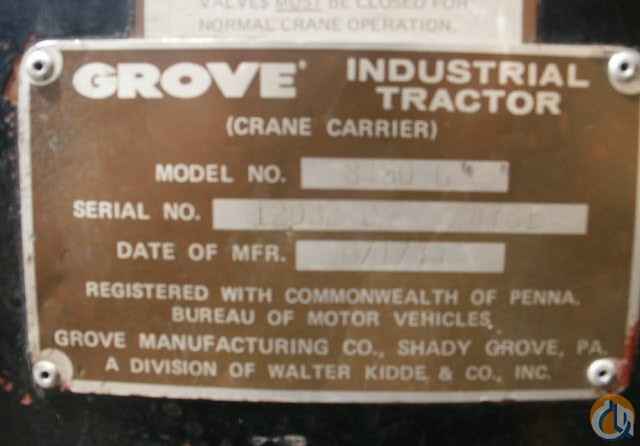 VALVES MUST BE CLOSED FOR
NORMAL CRANE OPERATION.
GROVE® INDUSTRIAL
TRACTOR
(CRANE CARRIER)
MODEL NO.
SERIAL NO.
DATE OF MFR.
REGISTERED WITH COMMONWEALTH OF PENNA.
BUREAU OF MOTOR VEHICLES.
GROVE MANUFACTURING CO., SHADY GROVE, PA.
A DIVISION OF WALTER KIDDE & CO., INC.